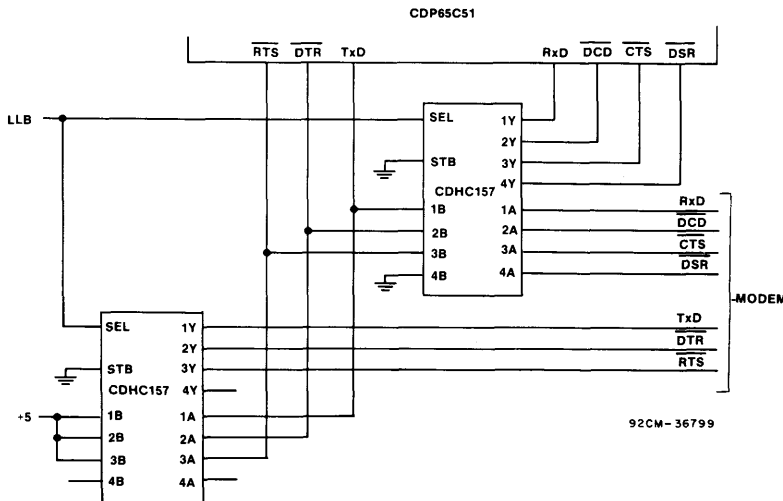 CDP65C51
RTS DTR TxD RxD DCD CTS DSR
LLB
SEL 1Y
2Y
STB 3Y
4Y
CDHC157
1B 1A RxD
2B 2A DCD
3B 3A CTS
4B 4A DSR
MODEM
SEL 1Y TxD
2Y DTR
STB 3Y RTS
CDHC157 4Y
+5 1B 1A
2B 2A
3B 3A
4B 4A
92CM-36799